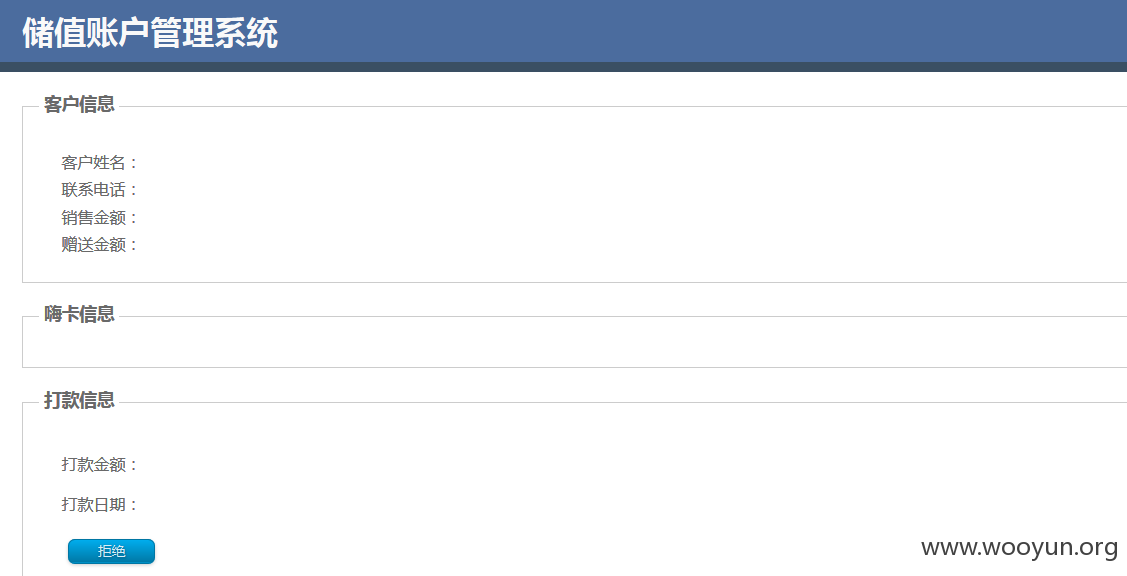 储值账户管理系统
客户信息
客户姓名：
联系电话：
销售金额：
赠送金额：
嗨卡信息
打款信息
打款金额：
打款日期：
拒绝
www.wooyun.org